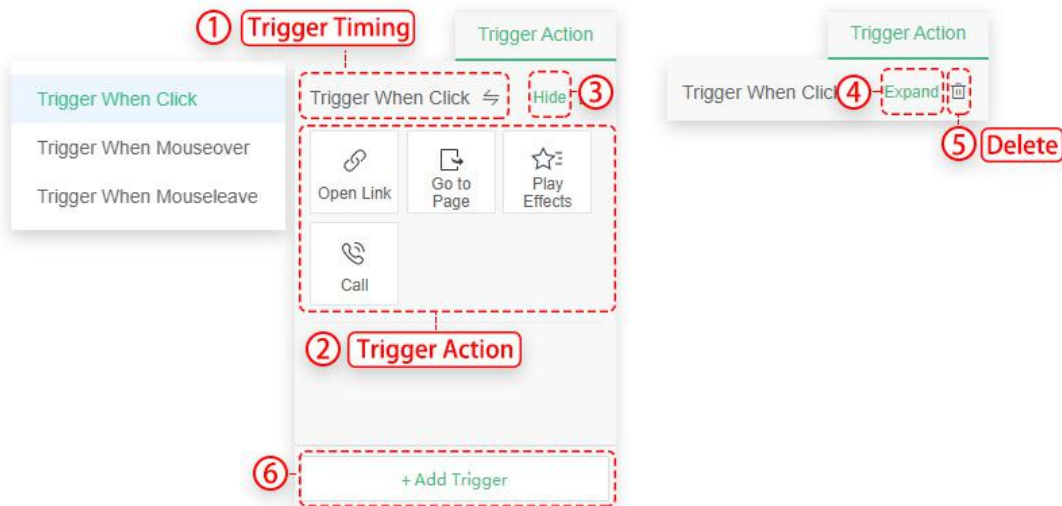 ① Trigger Timing
Trigger Action
Trigger Action
Trigger When Click
Trigger When Mouseover
Trigger When Mouseleave
Trigger When Click
Hide ③
Open Link
Go to
Page
Play
Effects
Call
② Trigger Action
Trigger When Clic
④ Expand
⑤ Delete
⑥ + Add Trigger